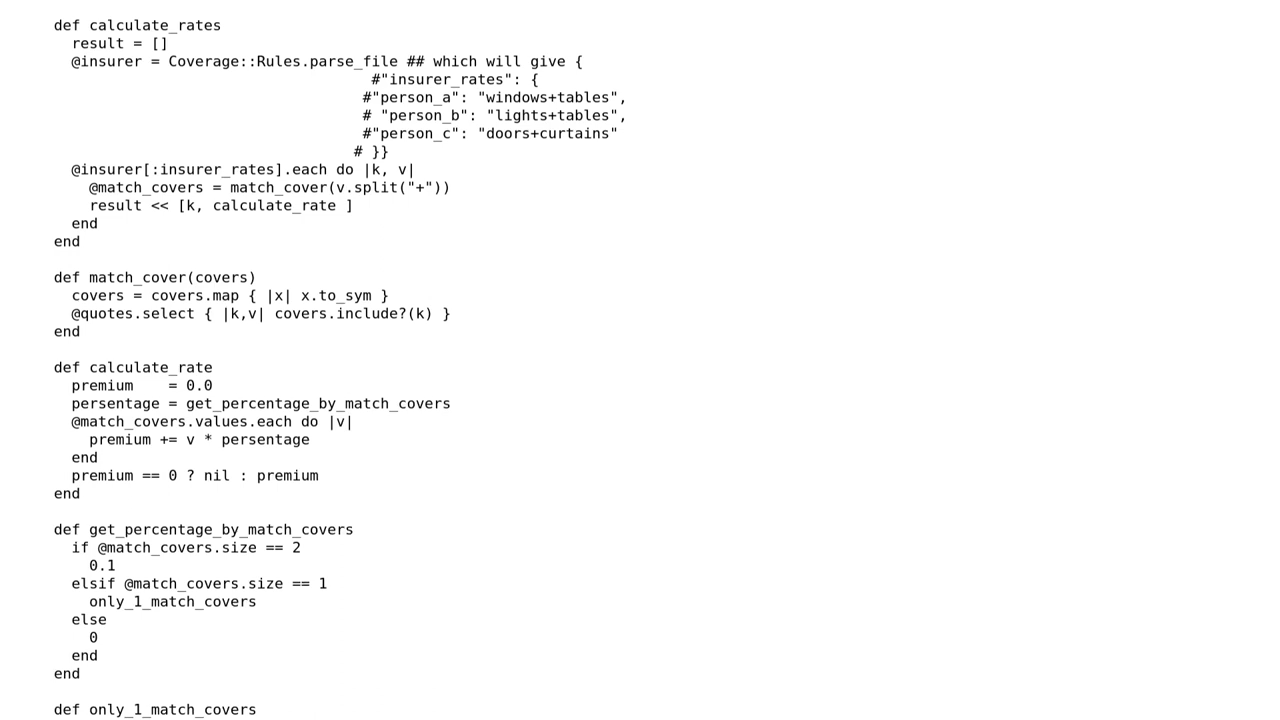 def calculate_rates
  result = []
  @insurer = Coverage::Rules.parse_file ## which will give {
                                    #"insurer_rates": {
                                   #"person_a": "windows+tables",
                                   # "person_b": "lights+tables",
                                   #"person_c": "doors+curtains"
                                  # }}
  @insurer[:insurer_rates].each do |k, v|
    @match_covers = match_cover(v.split("+"))
    result << [k, calculate_rate ]
  end
end

def match_cover(covers)
  covers = covers.map { |x| x.to_sym }
  @quotes.select { |k,v| covers.include?(k) }
end

def calculate_rate
  premium    = 0.0
  persentage = get_percentage_by_match_covers
  @match_covers.values.each do |v|
    premium += v * persentage
  end
  premium == 0 ? nil : premium
end

def get_percentage_by_match_covers
  if @match_covers.size == 2
    0.1
  elsif @match_covers.size == 1
    only_1_match_covers
  else
    0
  end
end

def only_1_match_covers